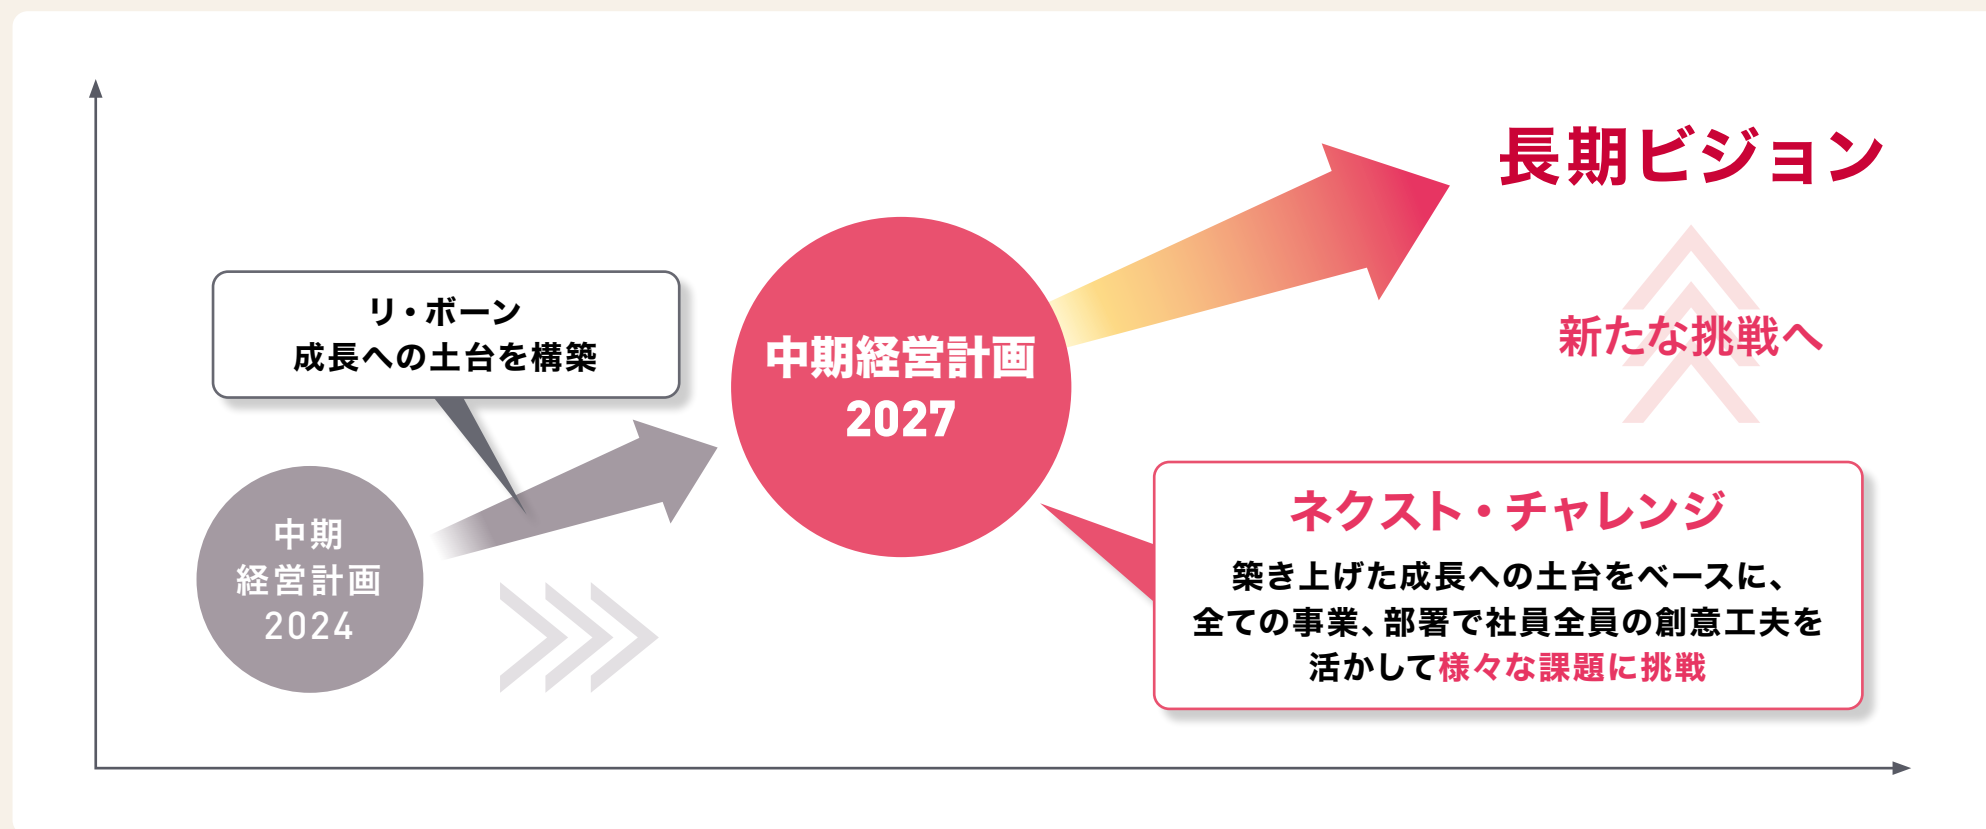 長期ビジョン
新たな挑戦へ
リ・ボーン
成長への土台を構築
中期経営計画
2027
中期
経営計画
2024
ネクスト・チャレンジ
築き上げた成長への土台をベースに、
全ての事業、部署で社員全員の創意工夫を
活かして様々な課題に挑戦